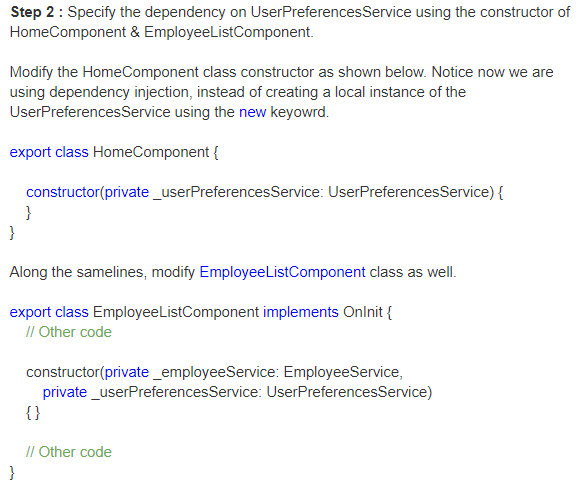 Step 2 : Specify the dependency on UserPreferencesService using the constructor of
HomeComponent & EmployeeListComponent.
Modify the HomeComponent class constructor as shown below. Notice now we are
using dependency injection, instead of creating a local instance of the
UserPreferencesService using the new keyowrd.
export class HomeComponent {
constructor(private _userPreferencesService: UserPreferencesService) {
}
}
Along the samelines, modify EmployeeListComponent class as well.
export class EmployeeListComponent implements OnInit {
// Other code
constructor(private _employeeService: EmployeeService,
private _userPreferencesService: UserPreferencesService)
{ }
// Other code
}